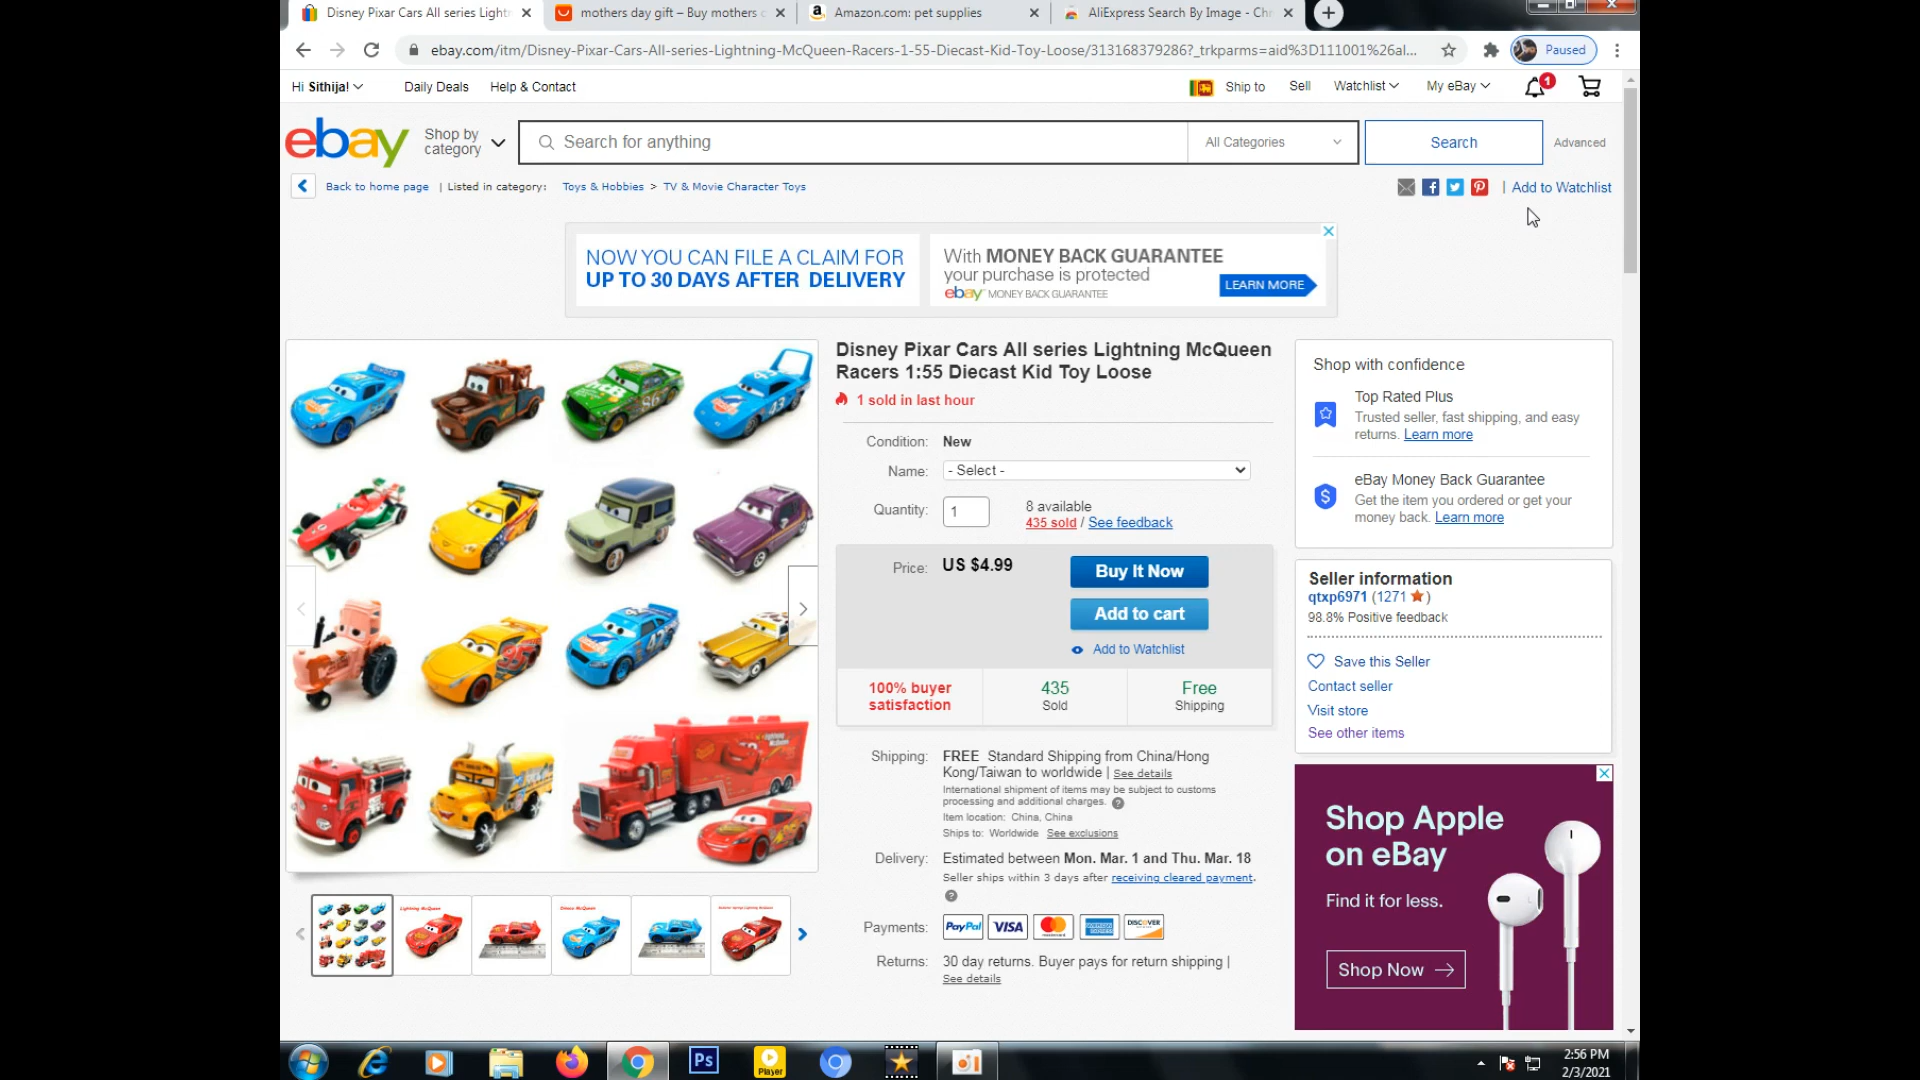 Disney Pixar Cars All series Lightn
mothers day gift – Buy mothers
Amazon.com: pet supplies
AliExpress Search By Image - Chr
ebay.com/itm/Disney-Pixar-Cars-All-series-Lightning-McQueen-Racers-1-55-Diecast-Kid-Toy-Loose/313168379286?_trkparms=aid%3D111001%26al...
Paused
Hi Sithija!
Daily Deals
Help & Contact
Ship to
Sell
Watchlist
My eBay
1
ebay
Shop by category
Search for anything
All Categories
Search
Advanced
Back to home page | Listed in category: Toys & Hobbies > TV & Movie Character Toys
| Add to Watchlist
NOW YOU CAN FILE A CLAIM FOR
UP TO 30 DAYS AFTER DELIVERY
With MONEY BACK GUARANTEE
your purchase is protected
ebay MONEY BACK GUARANTEE
LEARN MORE
Disney Pixar Cars All series Lightning McQueen
Racers 1:55 Diecast Kid Toy Loose
1 sold in last hour
Condition: New
Name: - Select -
Quantity: 1
8 available
435 sold / See feedback
Price: US $4.99
Buy It Now
Add to cart
Add to Watchlist
100% buyer satisfaction
435 Sold
Free Shipping
Shipping: FREE Standard Shipping from China/Hong
Kong/Taiwan to worldwide | See details
International shipment of items may be subject to customs
processing and additional charges.
Item location: China, China
Ships to: Worldwide See exclusions
Delivery: Estimated between Mon. Mar. 1 and Thu. Mar. 18
Seller ships within 3 days after receiving cleared payment.
Payments: PayPal VISA DISCOVER
Returns: 30 day returns. Buyer pays for return shipping |
See details
Shop with confidence
Top Rated Plus
Trusted seller, fast shipping, and easy
returns. Learn more
eBay Money Back Guarantee
Get the item you ordered or get your
money back. Learn more
Seller information
qtxp6971 (1271)
98.8% Positive feedback
Save this Seller
Contact seller
Visit store
See other items
Shop Apple
on eBay
Find it for less.
Shop Now
Lightning McQueen
Ps
Player
2:56 PM
2/3/2021